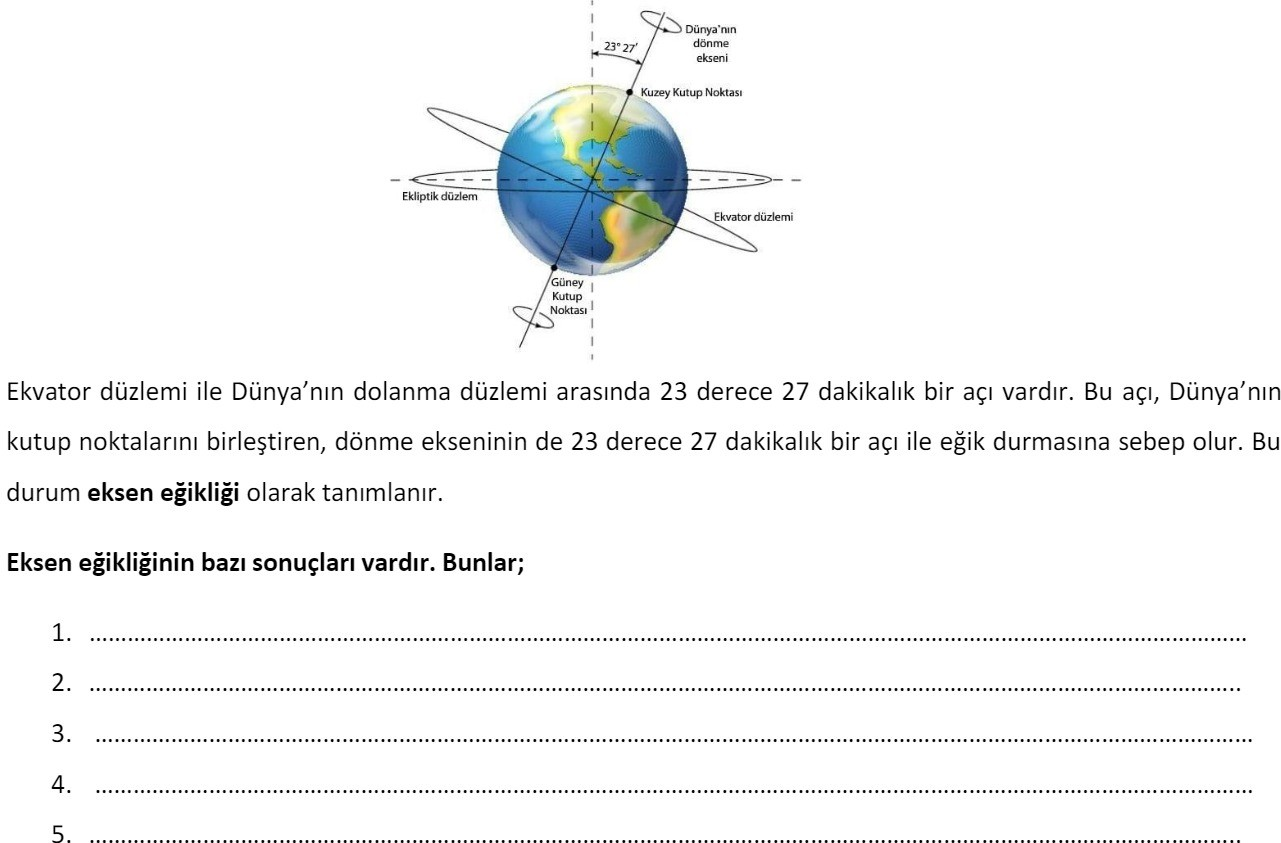 Dünya'nın
dönme
ekseni
23° 27′
Kuzey Kutup Noktası
Ekliptik düzlem
Ekvator düzlemi
Güney
Kutup
Noktası
Ekvator düzlemi ile Dünya’nın dolanma düzlemi arasında 23 derece 27 dakikalık bir açı vardır. Bu açı, Dünya’nın
kutup noktalarını birleştiren, dönme ekseninin de 23 derece 27 dakikalık bir açı ile eğik durmasına sebep olur. Bu
durum eksen eğikliği olarak tanımlanır.
Eksen eğikliğinin bazı sonuçları vardır. Bunlar;
1. ……………………………………………………………………………………………………………………………………
2. ……………………………………………………………………………………………………………………………………
3. ……………………………………………………………………………………………………………………………………
4. ……………………………………………………………………………………………………………………………………
5. ……………………………………………………………………………………………………………………………………